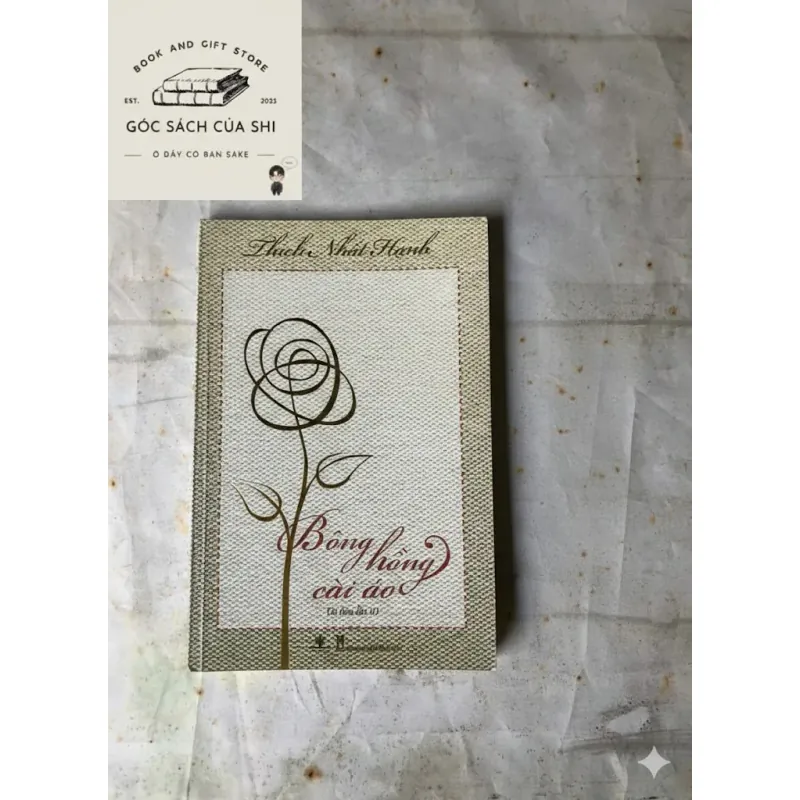 BOOK AND GIFT STORE
EST. 2023
GÓC SÁCH CỦA SHI
Ở ĐÂY CÓ BÁN SAKE
Thích Nhất Hạnh
Bông
hồng
cài áo